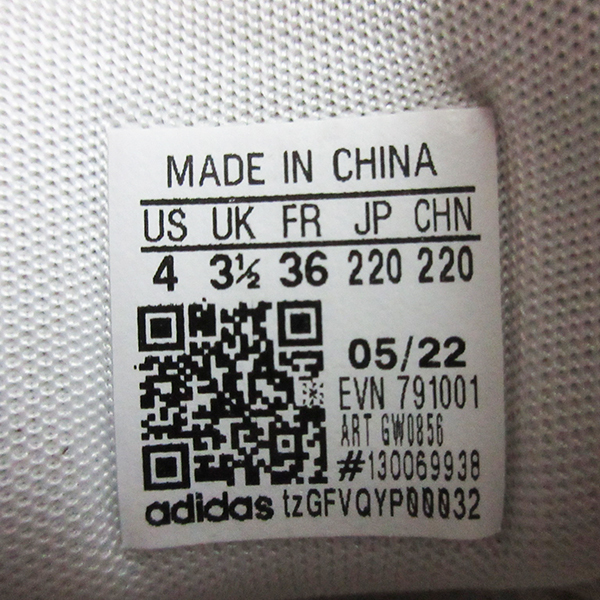 MADE IN CHINA
US UK FR JP CHN
4 3½ 36 220 220
05/22
EVN 791001
ART GW0856
#130069938
adidas tzGFVQYP00032